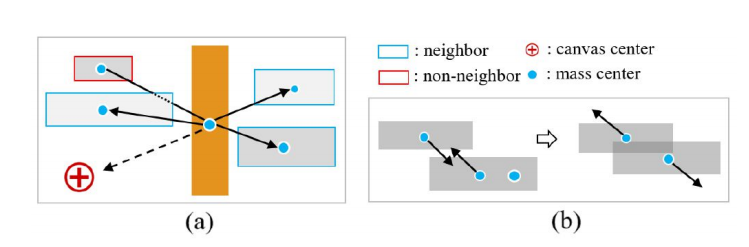 : neighbor
: canvas center
: non-neighbor
: mass center
(a)
(b)